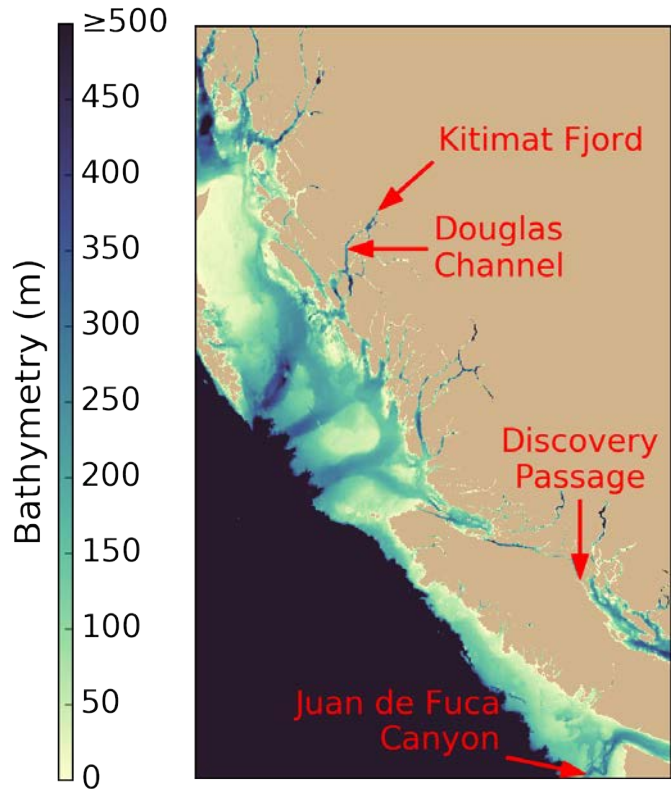 ≥500
450
400
350
300
250
200
150
100
50
0
Bathymetry (m)
Kitimat Fjord
Douglas
Channel
Discovery
Passage
Juan de Fuca
Canyon